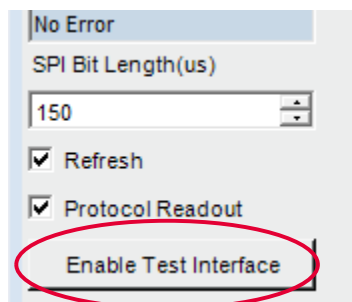 No Error
SPI Bit Length(us)
150
Refresh
Protocol Readout
Enable Test Interface